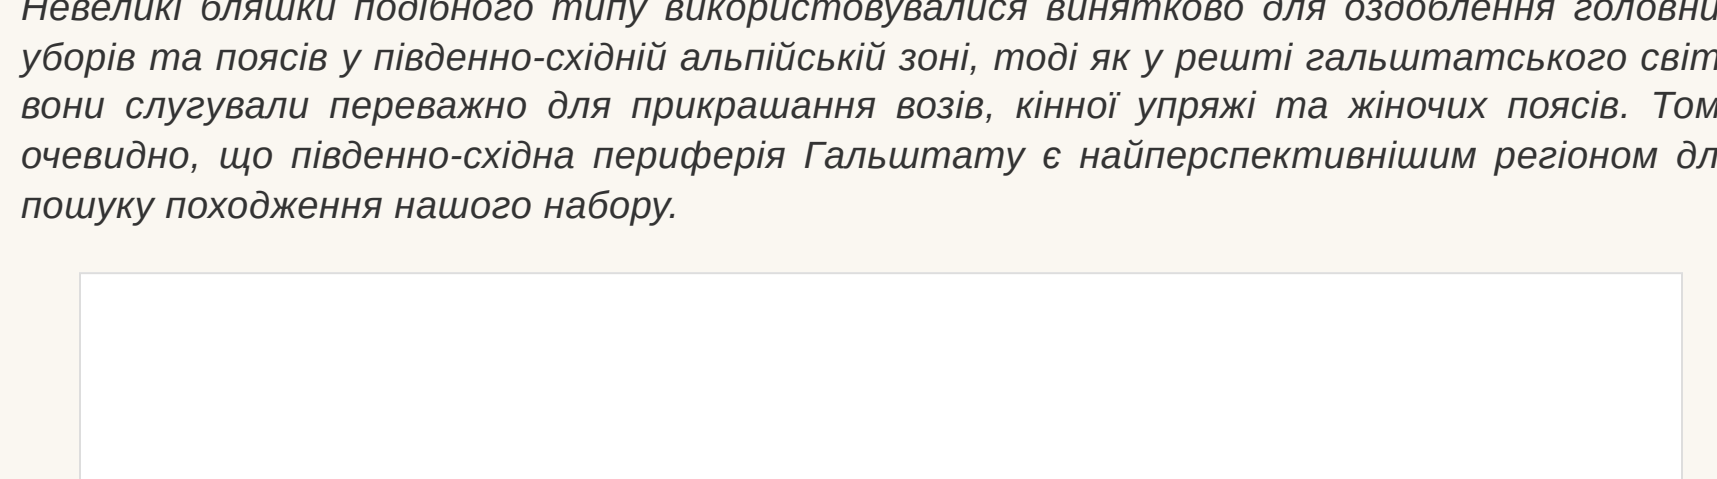 Невеликі бляшки подібного типу використовувалися винятково для оздоблення головни
уборів та поясів у південно-східній альпійській зоні, тоді як у решті гальштатського світ
вони слугували переважно для прикрашання возів, кінної упряжі та жіночих поясів. Том
очевидно, що південно-східна периферія Гальштату є найперспективнішим регіоном дл
пошуку походження нашого набору.